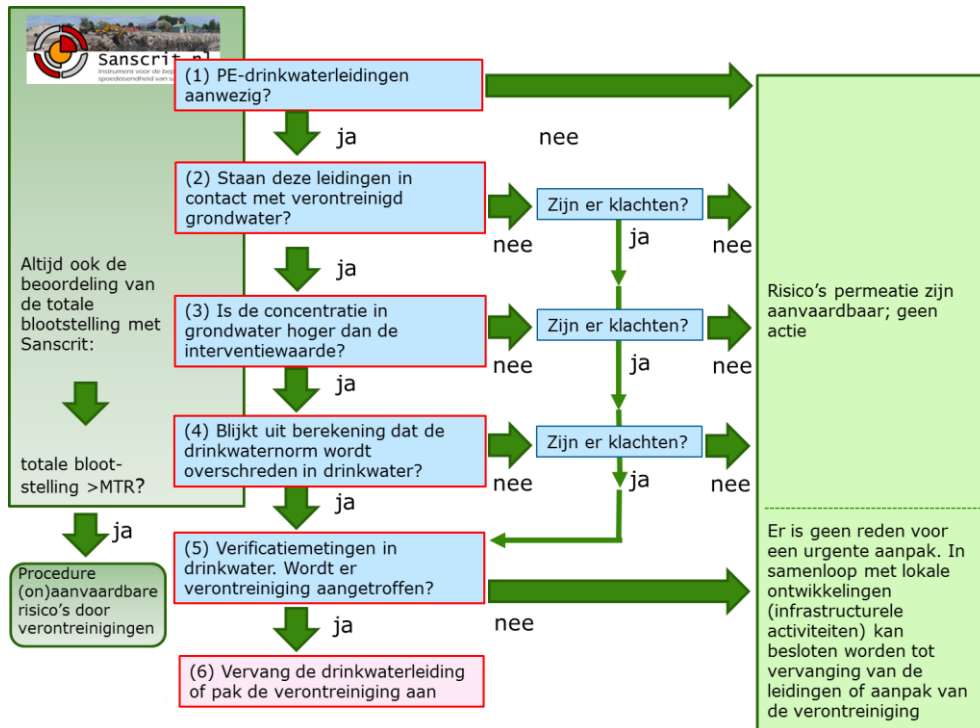 Sanscrit.nl
Instrument voor de
spoedeisendheid van
(1) PE-drinkwaterleidingen
aanwezig?
ja
nee
(2) Staan deze leidingen in
contact met verontreinigd
grondwater?
nee
Zijn er klachten?
nee
ja
ja
Altijd ook de
beoordeling van
de totale
blootstelling met
Sanscrit:
(3) Is de concentratie in
grondwater hoger dan de
interventiewaarde?
nee
Zijn er klachten?
nee
ja
ja
Risico’s permeatie zijn
aanvaardbaar; geen
actie
(4) Blijkt uit berekening dat de
drinkwaternorm wordt
overschreden in drinkwater?
nee
Zijn er klachten?
nee
ja
ja
totale bloot-
stelling >MTR?
ja
Procedure
(on)aanvaardbare
risico’s door
verontreinigingen
(5) Verificatiemetingen in
drinkwater. Wordt er
verontreiniging aangetroffen?
ja
nee
Er is geen reden voor
een urgente aanpak. In
samenloop met lokale
ontwikkelingen
(infrastructurele
activiteiten) kan
besloten worden tot
vervanging van de
leidingen of aanpak van
de verontreiniging
(6) Vervang de drinkwaterleiding
of pak de verontreiniging aan